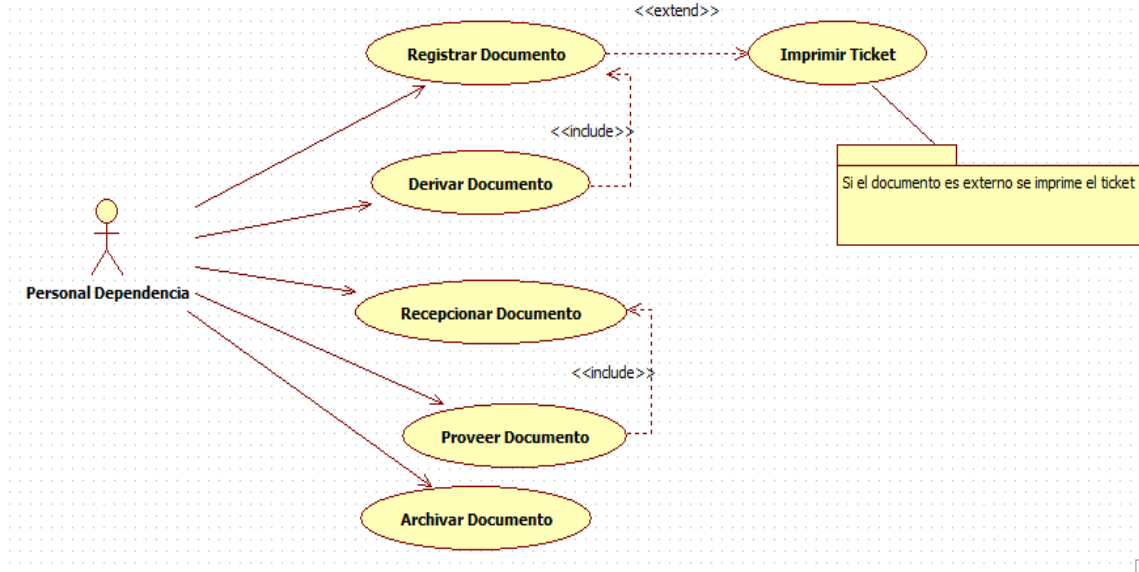 <<extend>>
Registrar Documento
Imprimir Ticket
<<include>>
Derivar Documento
Si el documento es externo se imprime el ticket
Personal Dependencia
Recepcionar Documento
<<include>>
Proveer Documento
Archivar Documento